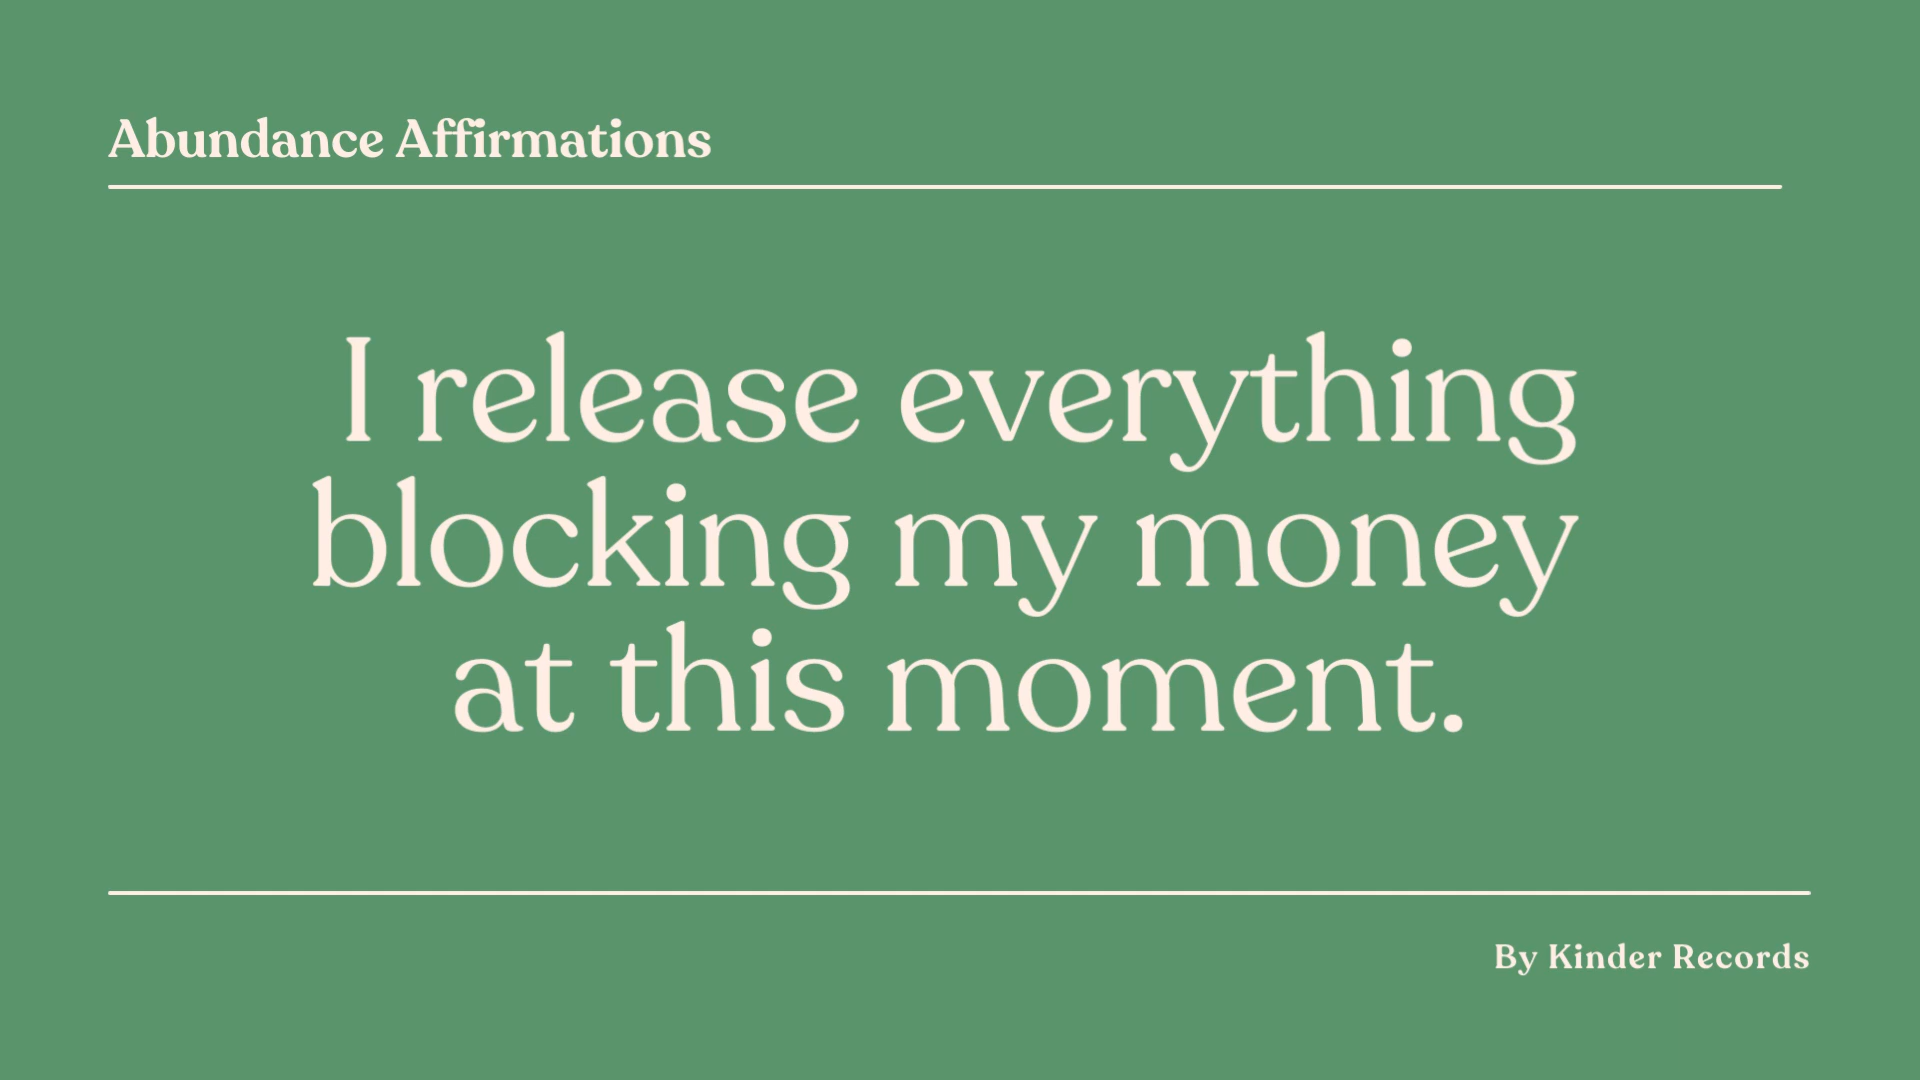 Abundance Affirmations
I release everything
blocking my money
at this moment.
By Kinder Records